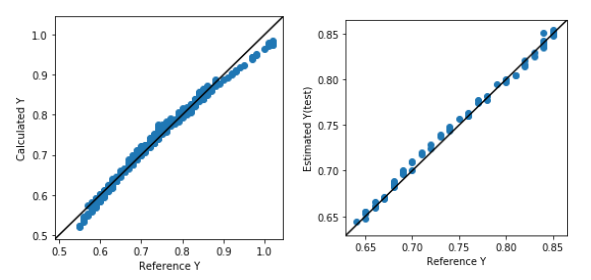 1.0
0.9
0.8
0.7
0.6
0.5
Calculated Y
0.5 0.6 0.7 0.8 0.9 1.0
Reference Y
0.85
0.80
0.75
0.70
0.65
Estimated Y(test)
0.65 0.70 0.75 0.80 0.85
Reference Y